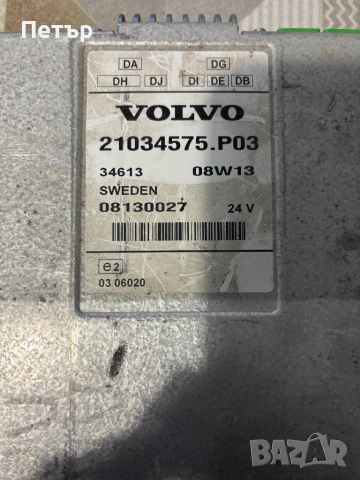 Петър
DA DG
DH DJ DI DE DB
VOLVO
21034575.P03
34613 08W13
SWEDEN
08130027 24 V
e2
03 06020
BAZAR